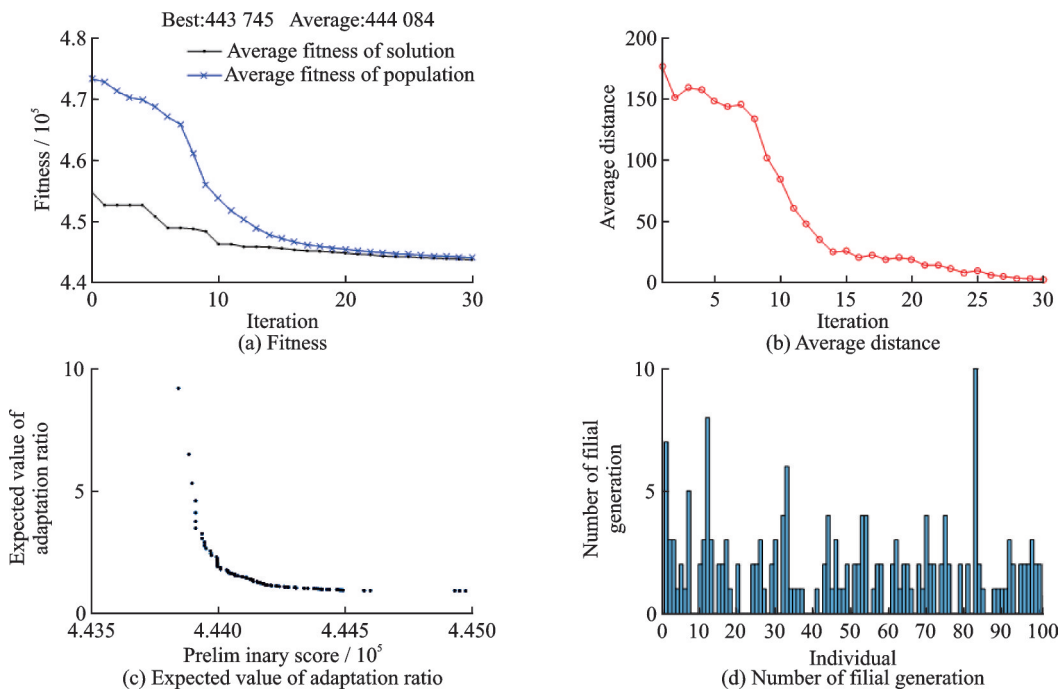 Best:443 745 Average:444 084
Average fitness of solution
Average fitness of population
4.8
4.7
4.6
4.5
4.4
Fitness / 10⁵
0
10
20
30
Iteration
(a) Fitness
200
150
100
50
0
Average distance
5
10
15
20
25
30
Iteration
(b) Average distance
10
5
0
Expected value of
adaptation ratio
4.435
4.440
4.445
4.450
Prelim inary score / 10⁵
(c) Expected value of adaptation ratio
10
5
0
Number of filial
generation
0
10
20
30
40
50
60
70
80
90
100
Individual
(d) Number of filial generation